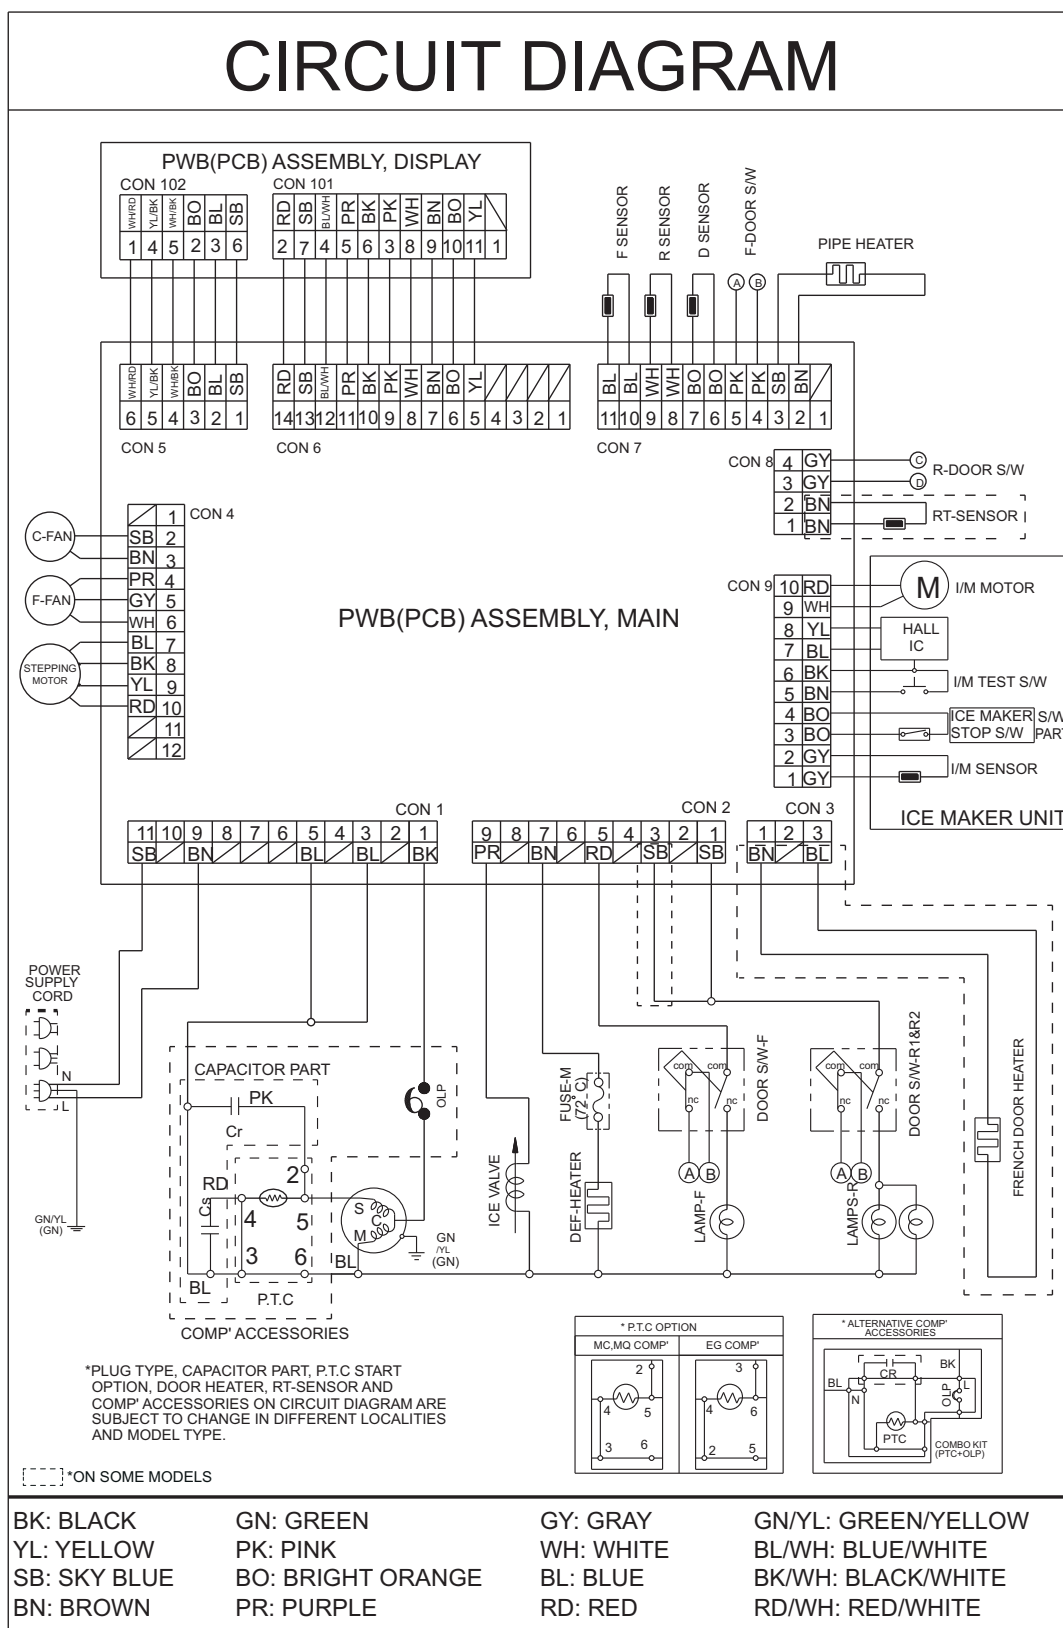 CIRCUIT DIAGRAM
PWB(PCB) ASSEMBLY, DISPLAY
CON 102
CON 101
WH/RD YL/BK WH/BK BO BL SB
1 4 5 2 3 6
RD SB BL/WH PR BK PK WH BN BO YL
2 7 4 5 6 3 8 9 10 11 1
F SENSOR
R SENSOR
D SENSOR
F-DOOR S/W
A B
PIPE HEATER
WH/RD YL/BK WH/BK BO BL SB
6 5 4 3 2 1
CON 5
RD SB BL/WH PR BK PK WH BN BO YL
14 13 12 11 10 9 8 7 6 5 4 3 2 1
CON 6
BL BL WH WH BO BO PK PK SB BN
11 10 9 8 7 6 5 4 3 2 1
CON 7
CON 8
4 GY
3 GY
2 BN
1 BN
C
D
R-DOOR S/W
RT-SENSOR
CON 4
1
SB 2
BN 3
PR 4
GY 5
WH 6
BL 7
BK 8
YL 9
RD 10
11
12
C-FAN
F-FAN
STEPPING
MOTOR
PWB(PCB) ASSEMBLY, MAIN
CON 9
10 RD
9 WH
8 YL
7 BL
6 BK
5 BN
4 BO
3 BO
2 GY
1 GY
M
I/M MOTOR
HALL
IC
I/M TEST S/W
ICE MAKER S/W
STOP S/W PART
I/M SENSOR
ICE MAKER UNIT
CON 1
11 10 9 8 7 6 5 4 3 2 1
SB BN BL BL BK
CON 2
9 8 7 6 5 4 3 2 1
PR BN RD SB SB
CON 3
1 2 3
BN BL
POWER
SUPPLY
CORD
N
L
GN/YL
(GN)
CAPACITOR PART
PK
Cr
RD
Cs
2
4 5
3 6
BL
P.T.C
COMP' ACCESSORIES
OLP
S
C
M
BL
GN
/YL
(GN)
ICE VALVE
FUSE-M
(72°C)
DEF-HEATER
com com
nc nc
DOOR S/W-F
A B
LAMP-F
com com
nc nc
DOOR S/W-R1&R2
A B
LAMPS-R
FRENCH DOOR HEATER
*PLUG TYPE, CAPACITOR PART, P.T.C START
OPTION, DOOR HEATER, RT-SENSOR AND
COMP' ACCESSORIES ON CIRCUIT DIAGRAM ARE
SUBJECT TO CHANGE IN DIFFERENT LOCALITIES
AND MODEL TYPE.
*ON SOME MODELS
* P.T.C OPTION
MC,MQ COMP' EG COMP'
2
4 5
3 6
3
4 6
2 5
* ALTERNATIVE COMP'
ACCESSORIES
CR
BK
BL
N
L
OLP
PTC
COMBO KIT
(PTC+OLP)
BK: BLACK GN: GREEN GY: GRAY GN/YL: GREEN/YELLOW
YL: YELLOW PK: PINK WH: WHITE BL/WH: BLUE/WHITE
SB: SKY BLUE BO: BRIGHT ORANGE BL: BLUE BK/WH: BLACK/WHITE
BN: BROWN PR: PURPLE RD: RED RD/WH: RED/WHITE